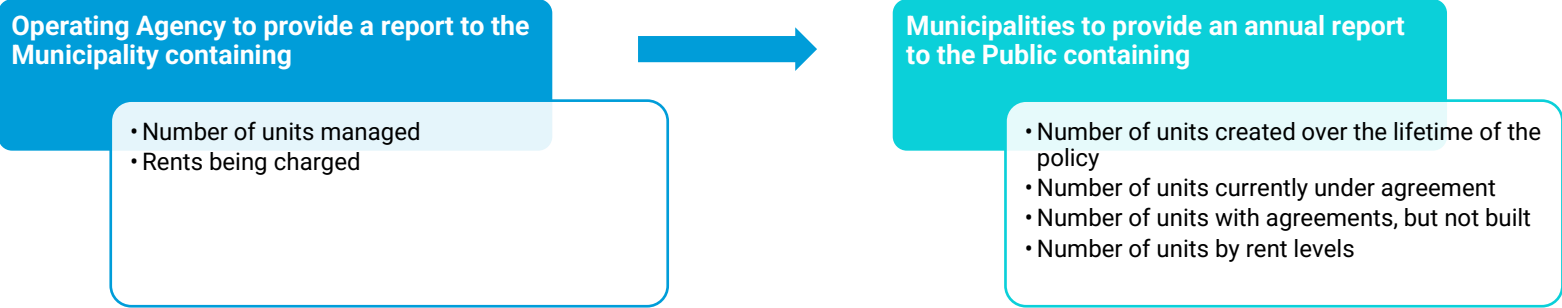 Operating Agency to provide a report to the
Municipality containing
• Number of units managed
• Rents being charged
Municipalities to provide an annual report
to the Public containing
• Number of units created over the lifetime of the
policy
• Number of units currently under agreement
• Number of units with agreements, but not built
• Number of units by rent levels